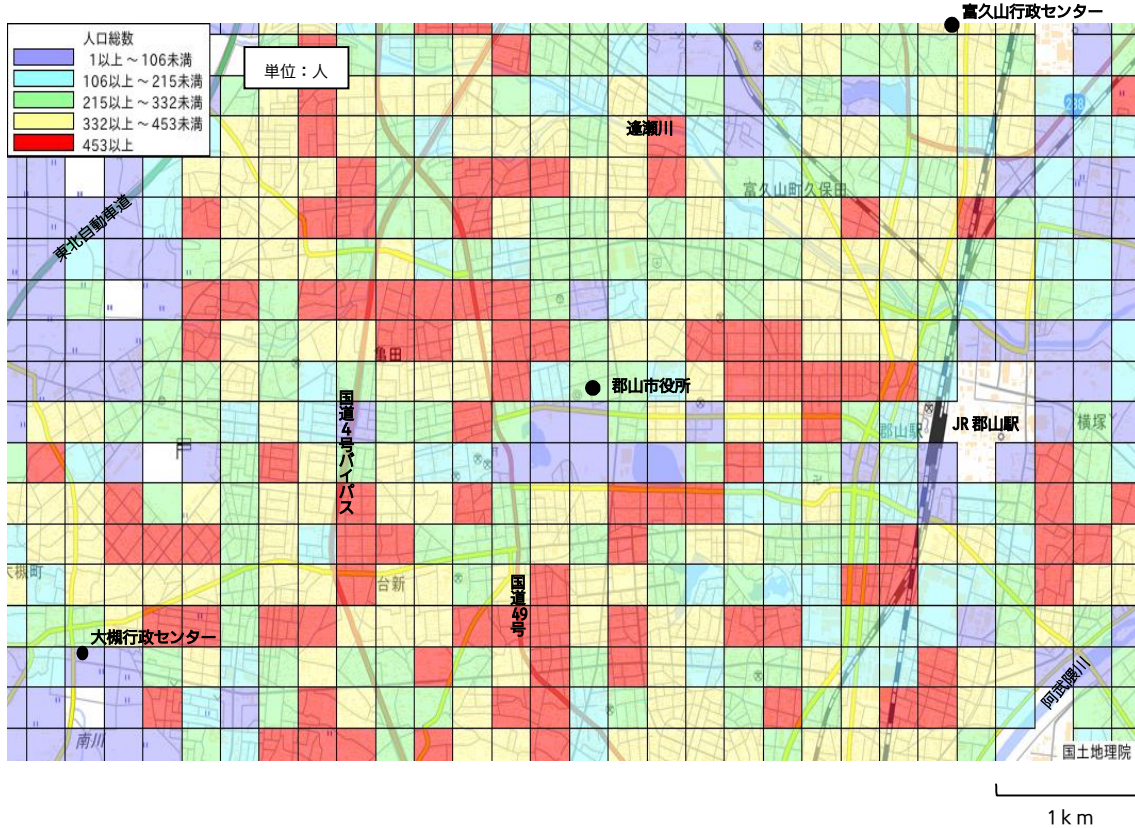 富久山行政センター
人口総数
1以上～106未満
106以上～215未満
215以上～332未満
332以上～453未満
453以上
単位：人
288
逢瀬川
富久山町久保田
東北自動車道
亀田
郡山市役所
国道4号バイパス
郡山駅
JR 郡山駅
横塚
大槻町
台新
国道49号
大槻行政センター
阿武隈川
南川
国土地理院
1ｋｍ